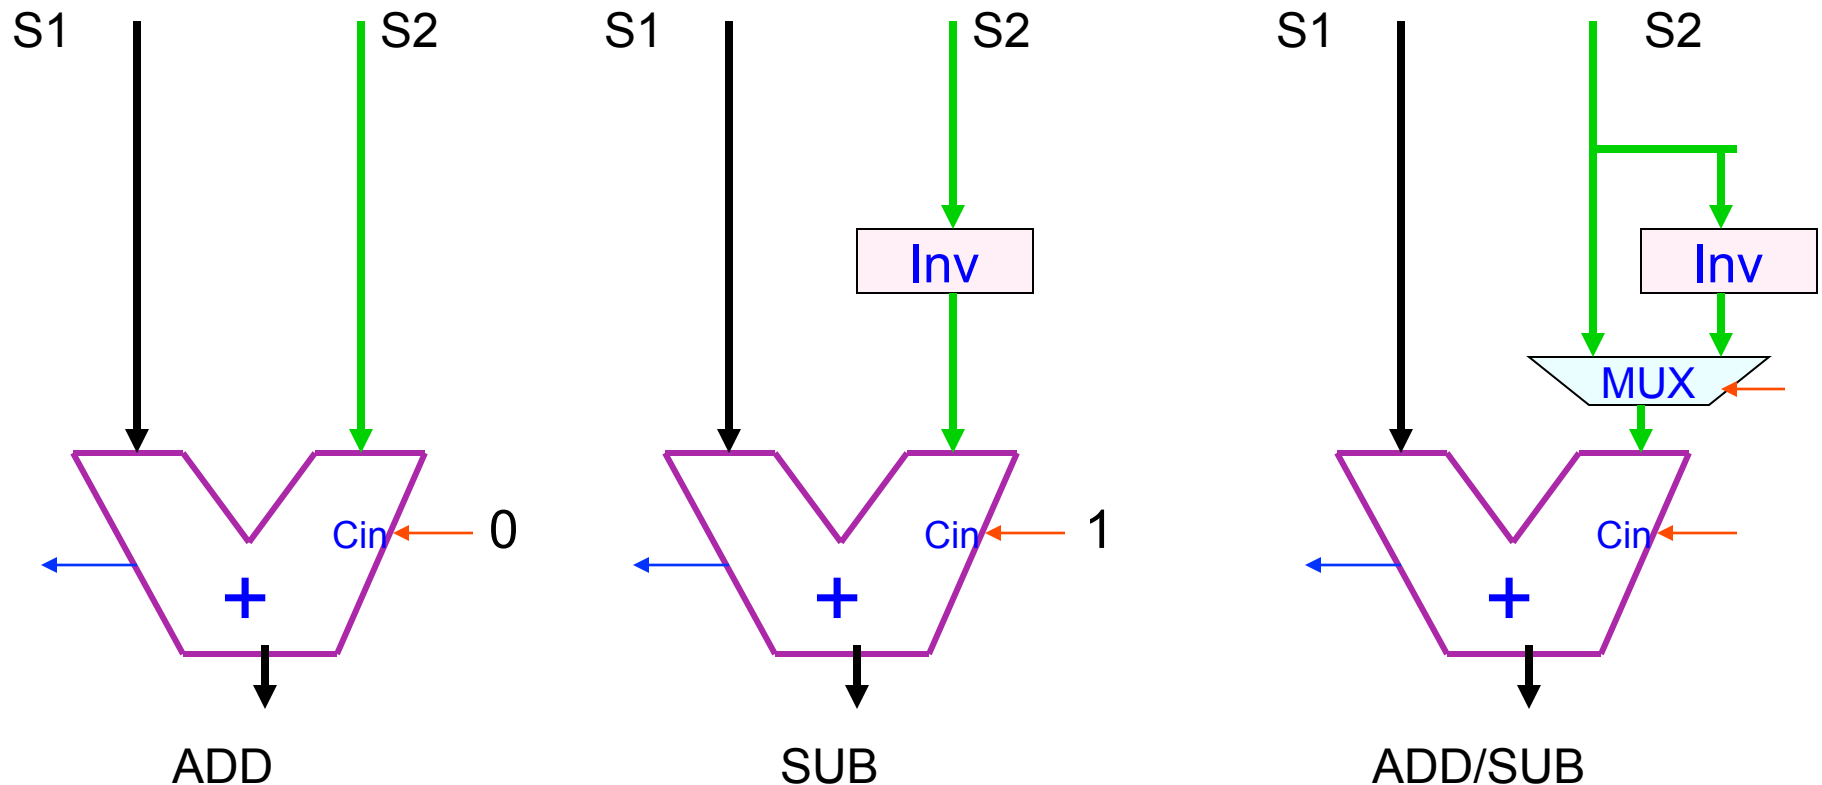 S1 S2 S1 S2 S1 S2
Inv Inv
MUX
Cin 0 Cin 1 Cin
+ + +
ADD SUB ADD/SUB